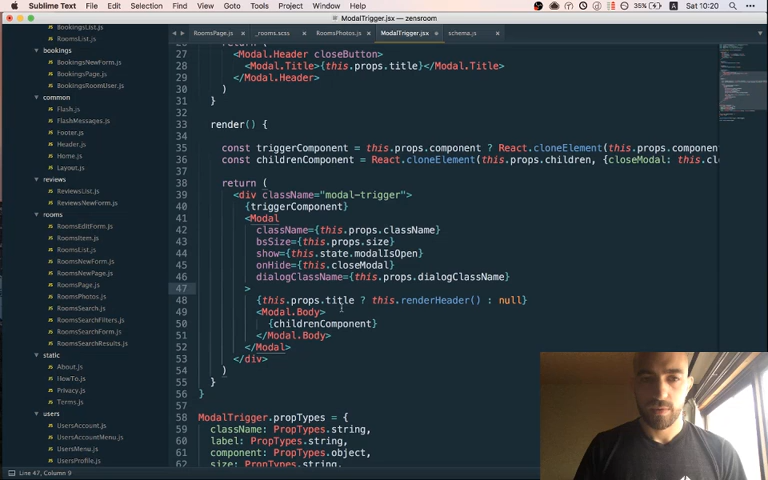 Sublime Text File Edit Selection Find View Goto Tools Project Window Help 35% Sat 10:20
ModalTrigger.jsx — zensroom
RoomsPage.js _rooms.scss RoomsPhotos.js ModalTrigger.jsx schema.js
BookingsList.js
RoomsList.js
bookings
BookingsNewForm.js
BookingsPage.js
BookingsRoomUser.js
common
Flash.js
FlashMessages.js
Footer.js
Header.js
Home.js
Layout.js
reviews
ReviewsList.js
ReviewsNewForm.js
rooms
RoomsEditForm.js
RoomsItem.js
RoomsList.js
RoomsNewForm.js
RoomsNewPage.js
RoomsPage.js
RoomsPhotos.js
RoomsSearch.js
RoomsSearchFilters.js
RoomsSearchForm.js
RoomsSearchResults.js
static
About.js
HowTo.js
Privacy.js
Terms.js
users
UsersAccount.js
UsersAccountMenu.js
UsersMenu.js
UsersProfile.js
26 return (
27 <Modal.Header closeButton>
28 <Modal.Title>{this.props.title}</Modal.Title>
29 </Modal.Header>
30 )
31 }
32
33 render() {
34
35 const triggerComponent = this.props.component ? React.cloneElement(this.props.component
36 const childrenComponent = React.cloneElement(this.props.children, {closeModal: this.clo
37
38 return (
39 <div className="modal-trigger">
40 {triggerComponent}
41 <Modal
42 className={this.props.className}
43 bsSize={this.props.size}
44 show={this.state.modalIsOpen}
45 onHide={this.closeModal}
46 dialogClassName={this.props.dialogClassName}
47 >
48 {this.props.title ? this.renderHeader() : null}
49 <Modal.Body>
50 {childrenComponent}
51 </Modal.Body>
52 </Modal>
53 </div>
54 )
55 }
56 }
57
58 ModalTrigger.propTypes = {
59 className: PropTypes.string,
60 label: PropTypes.string,
61 component: PropTypes.object,
62 size: PropTypes.string,
Line 47, Column 9